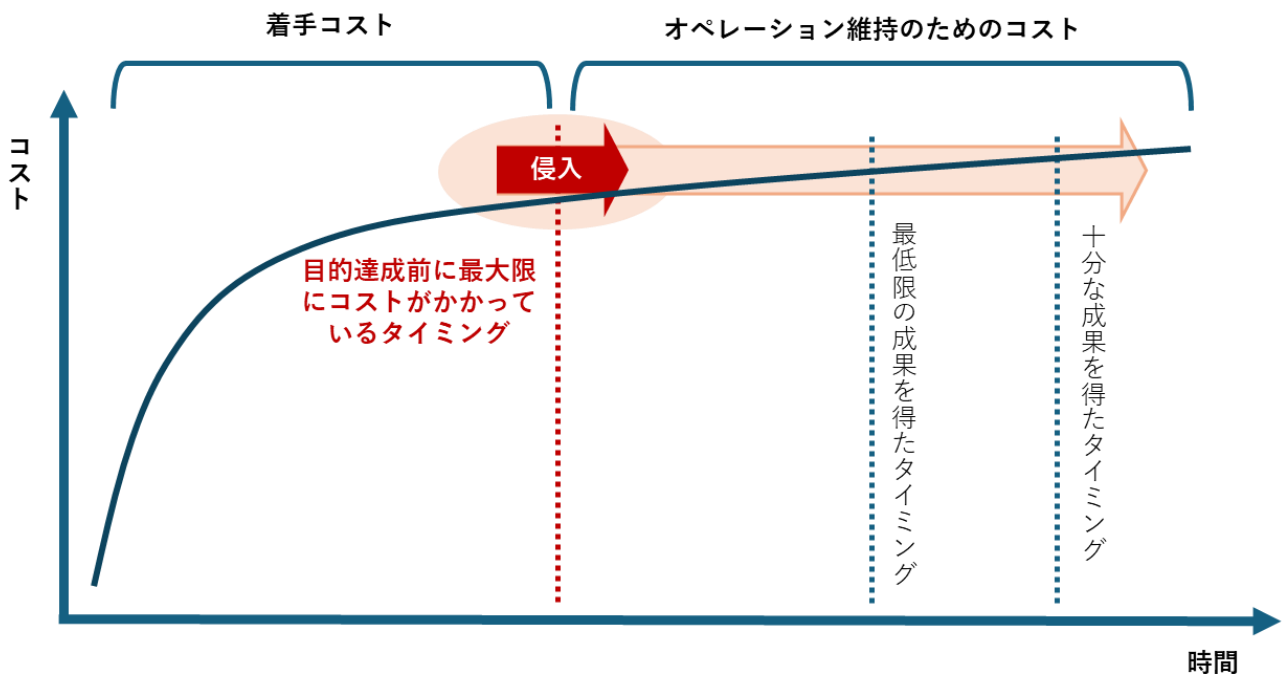 着手コスト
オペレーション維持のためのコスト
コスト
侵入
目的達成前に最大限
にコストがかかって
いるタイミング
最低限の成果を得たタイミング
十分な成果を得たタイミング
時間